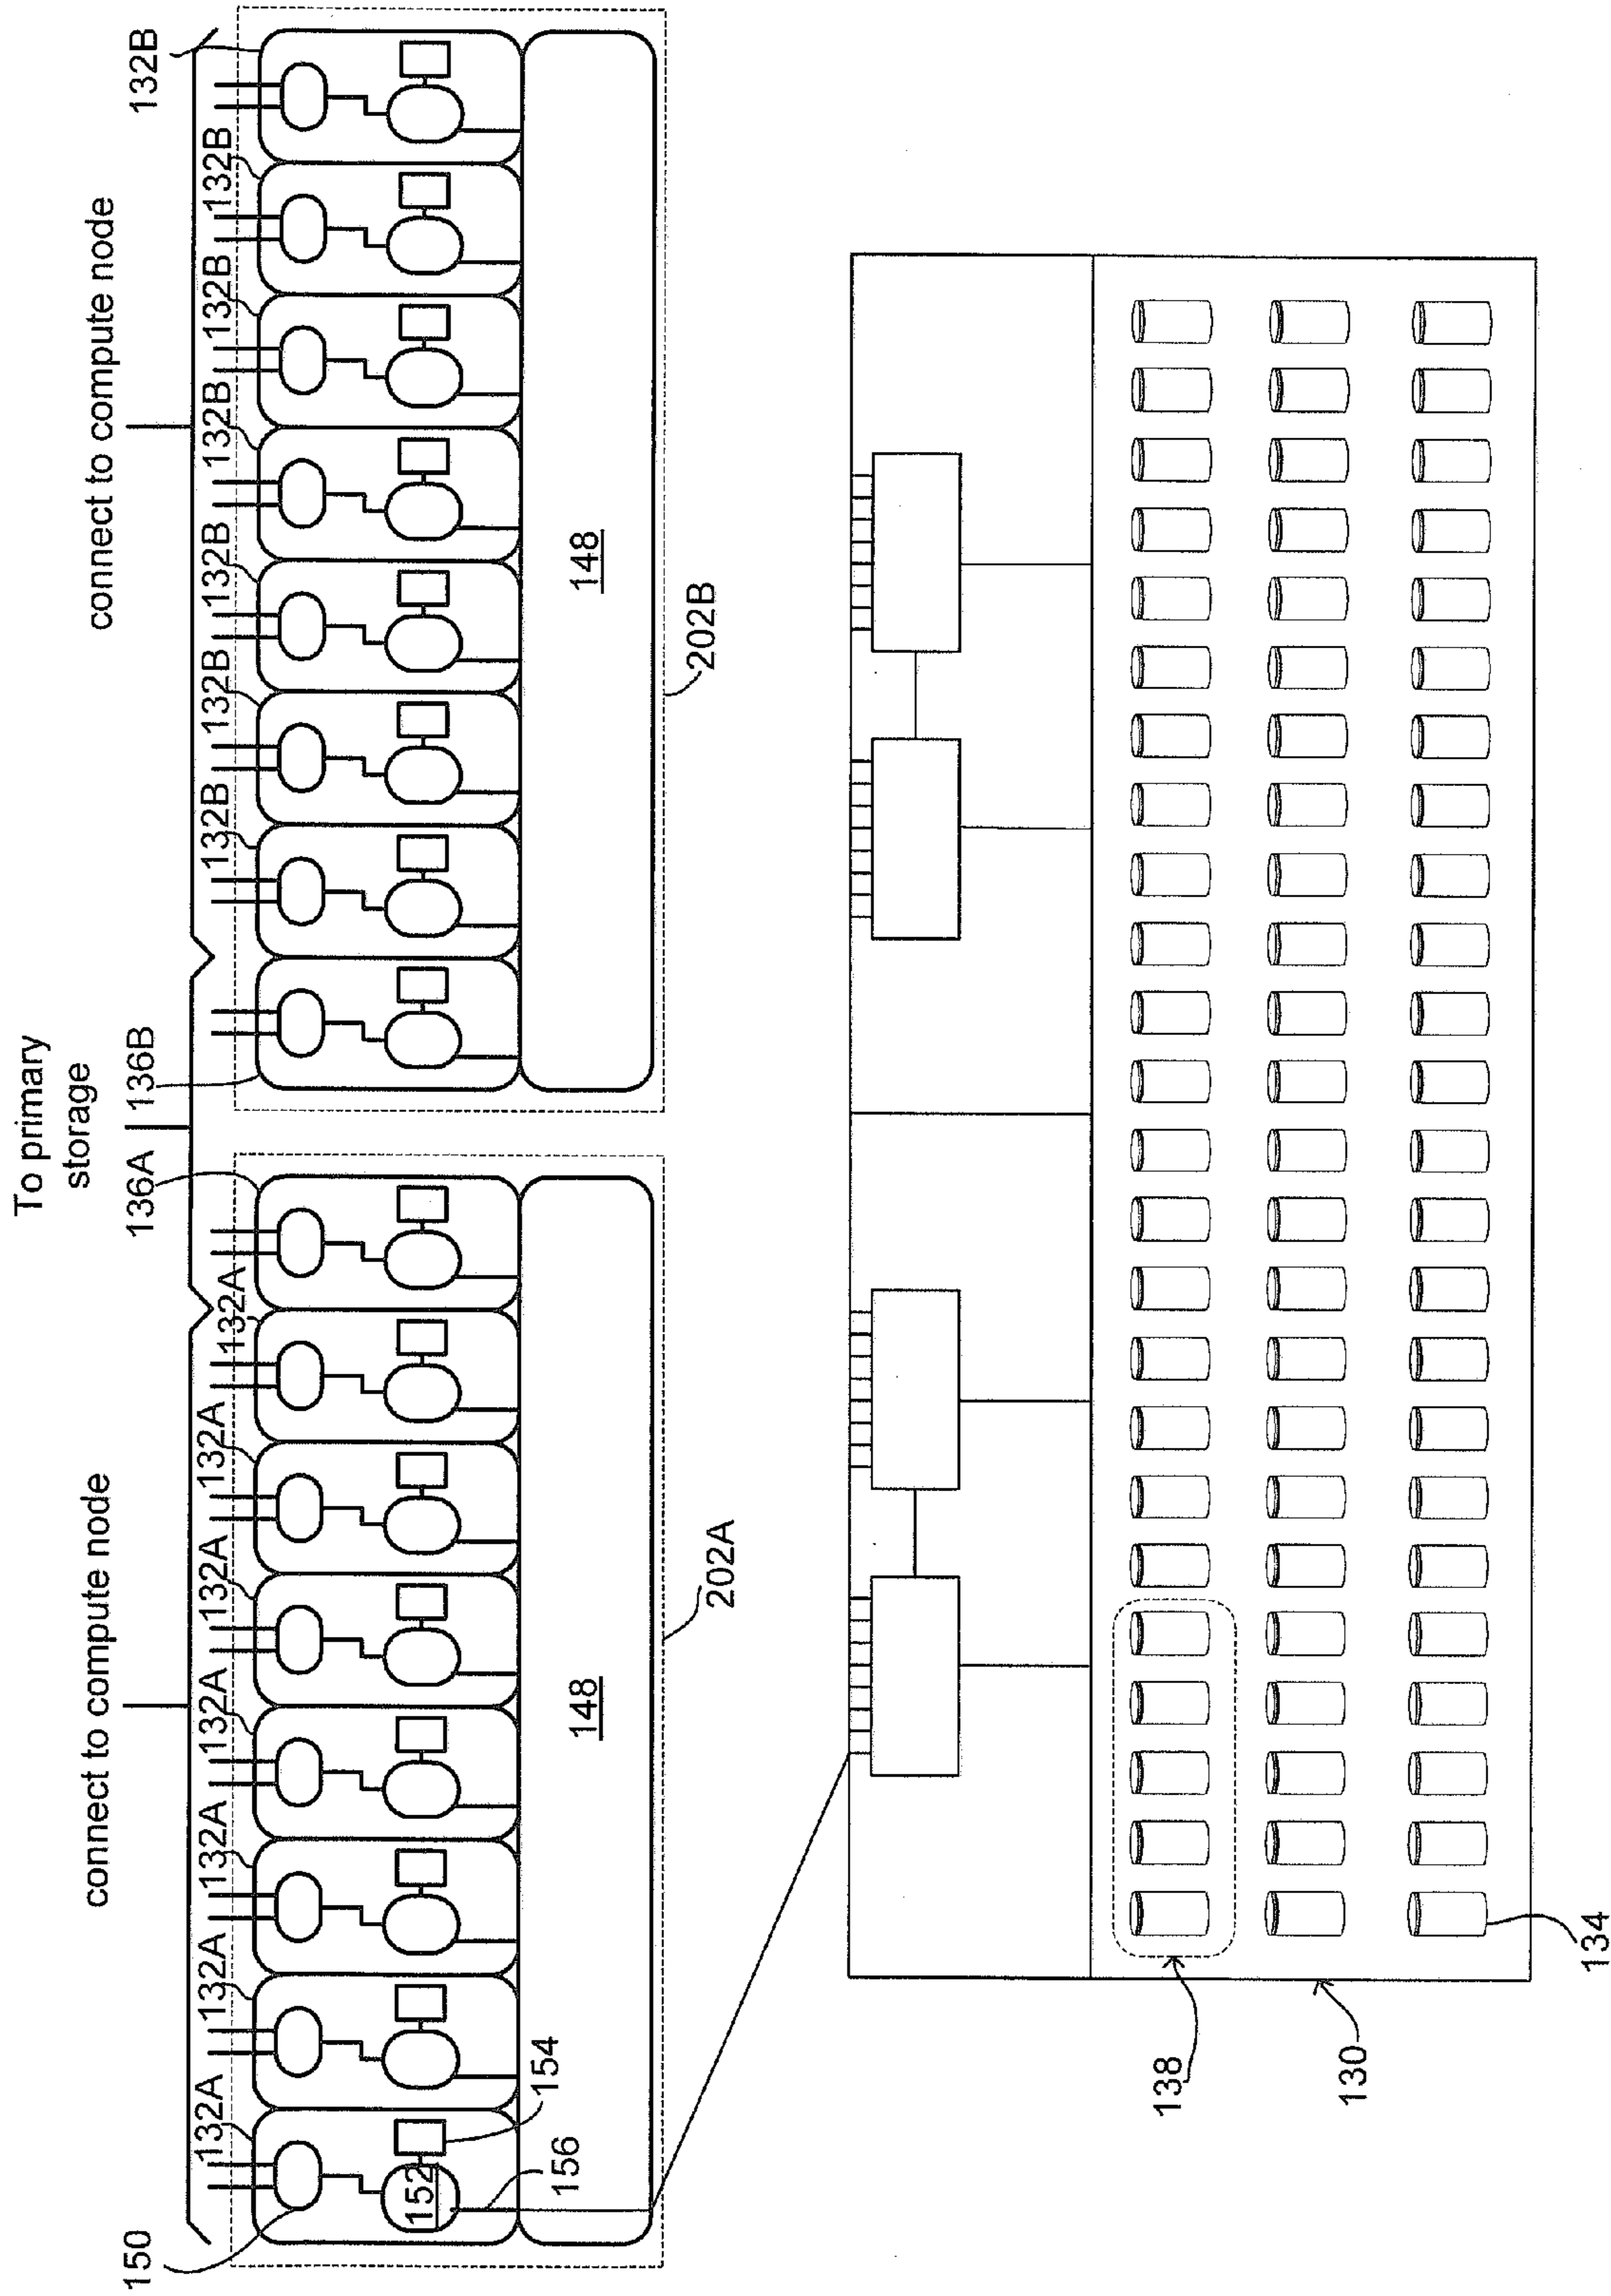 To primary
storage
connect to compute node
connect to compute node
150
136A
136B
132B
132A
132A
132A
132A
132A
132A
132A
132B
132B
132B
132B
132B
132B
152
154
156
148
148
202A
202B
138
130
134